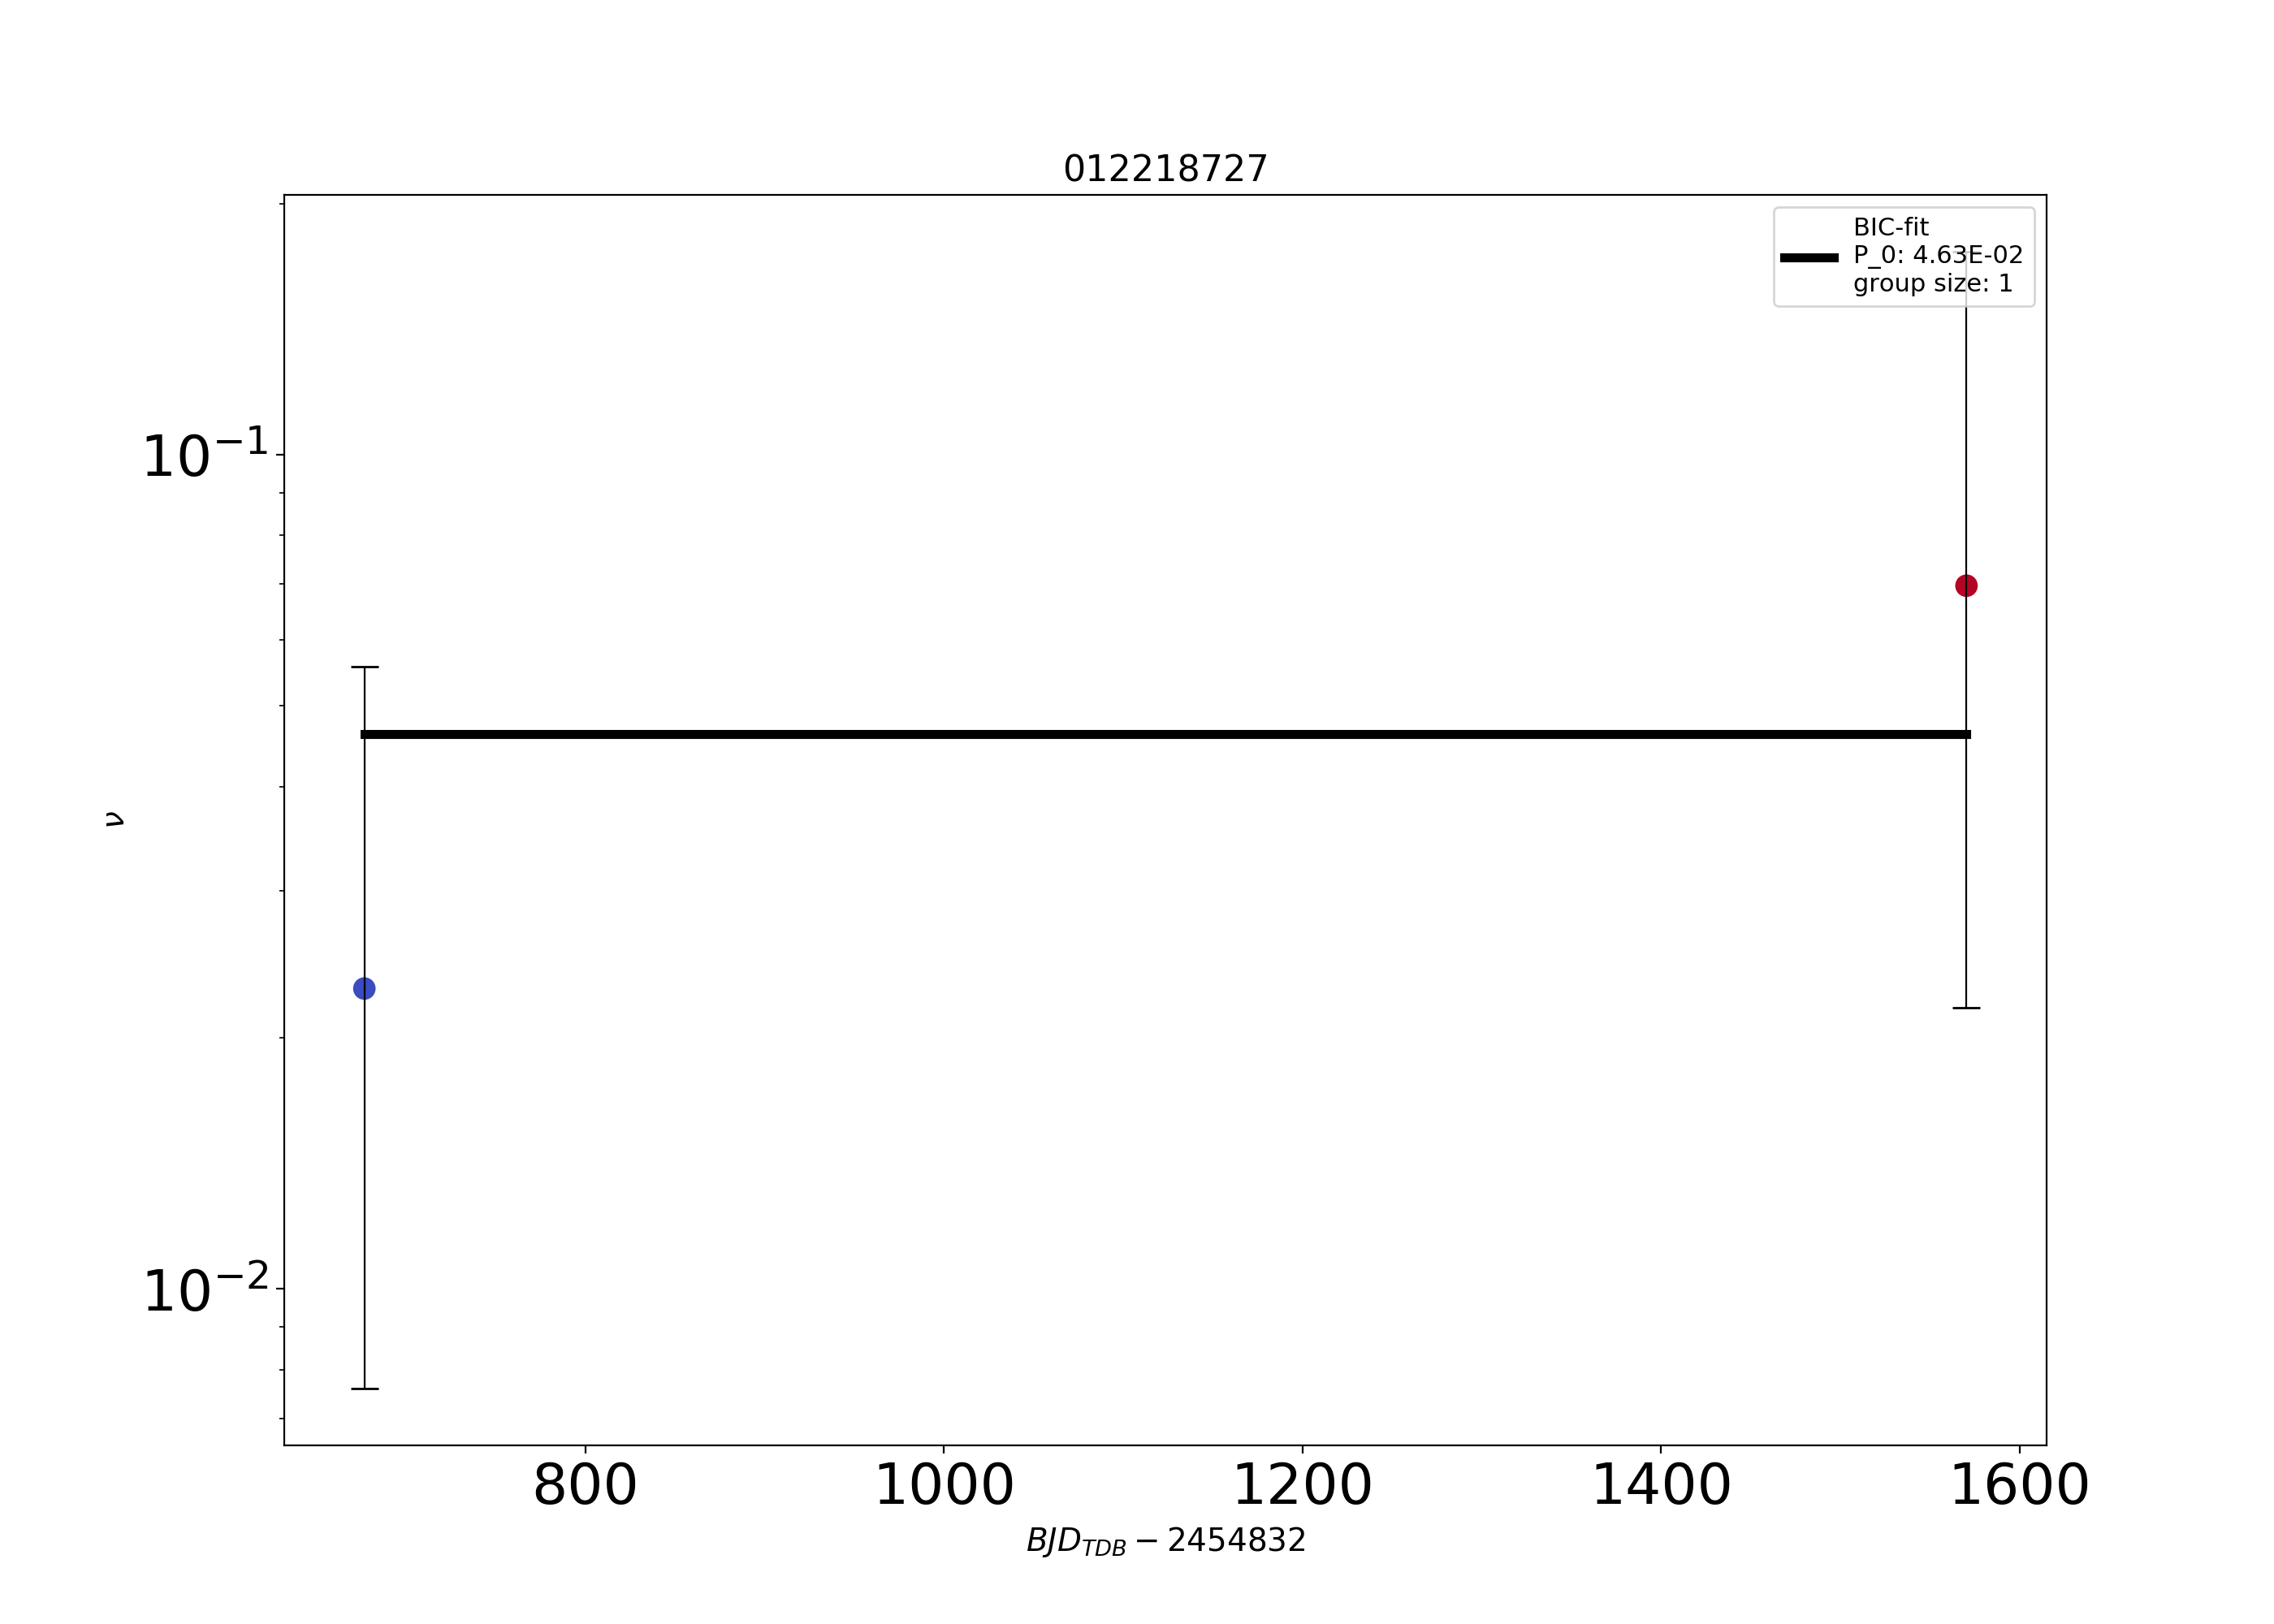 012218727
BIC-fit
P_0: 4.63E-02
group size: 1
10⁻¹
10⁻²
ν
800 1000 1200 1400 1600
BJD_TDB − 2454832